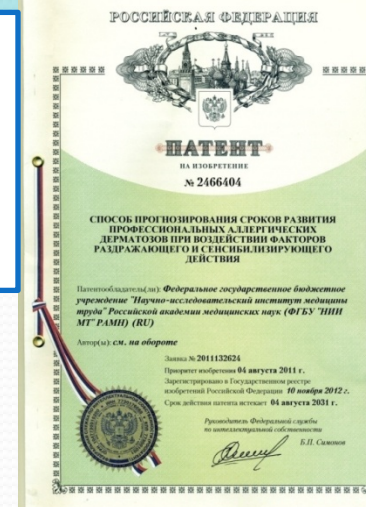 РОССИЙСКАЯ ФЕДЕРАЦИЯ
ПАТЕНТ
НА ИЗОБРЕТЕНИЕ
№ 2466404
СПОСОБ ПРОГНОЗИРОВАНИЯ СРОКОВ РАЗВИТИЯ
ПРОФЕССИОНАЛЬНЫХ АЛЛЕРГИЧЕСКИХ
ДЕРМАТОЗОВ ПРИ ВОЗДЕЙСТВИИ ФАКТОРОВ
РАЗДРАЖАЮЩЕГО И СЕНСИБИЛИЗИРУЮЩЕГО
ДЕЙСТВИЯ
Патентообладатель(ли): Федеральное государственное бюджетное
учреждение "Научно-исследовательский институт медицины
труда" Российской академии медицинских наук (ФГБУ "НИИ
МТ" РАМН) (RU)
Автор(ы): см. на обороте
Заявка № 2011132624
Приоритет изобретения 04 августа 2011 г.
Зарегистрировано в Государственном реестре
изобретений Российской Федерации 10 ноября 2012 г.
Срок действия патента истекает 04 августа 2031 г.
Руководитель Федеральной службы
по интеллектуальной собственности
Б.П. Симонов